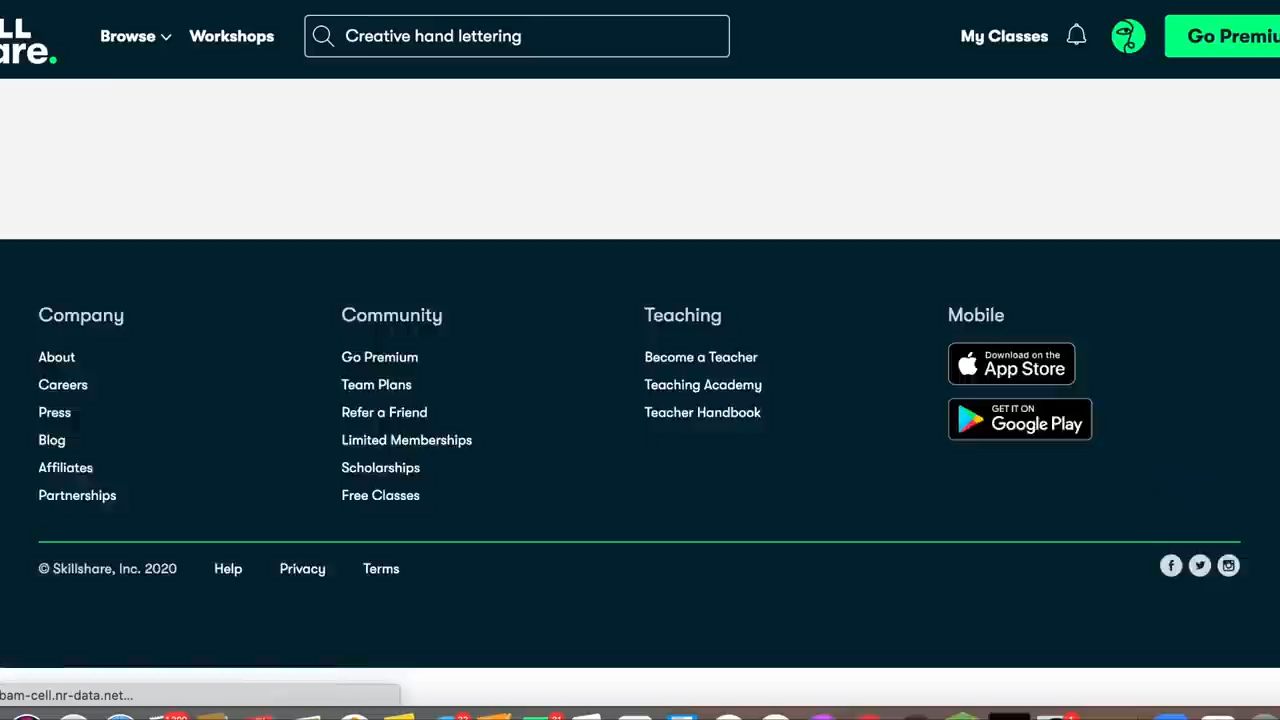 LL
are.
Browse
Workshops
Creative hand lettering
My Classes
Go Premiu
Company
About
Careers
Press
Blog
Affiliates
Partnerships
Community
Go Premium
Team Plans
Refer a Friend
Limited Memberships
Scholarships
Free Classes
Teaching
Become a Teacher
Teaching Academy
Teacher Handbook
Mobile
Download on the
App Store
GET IT ON
Google Play
© Skillshare, Inc. 2020
Help
Privacy
Terms
bam-cell.nr-data.net...